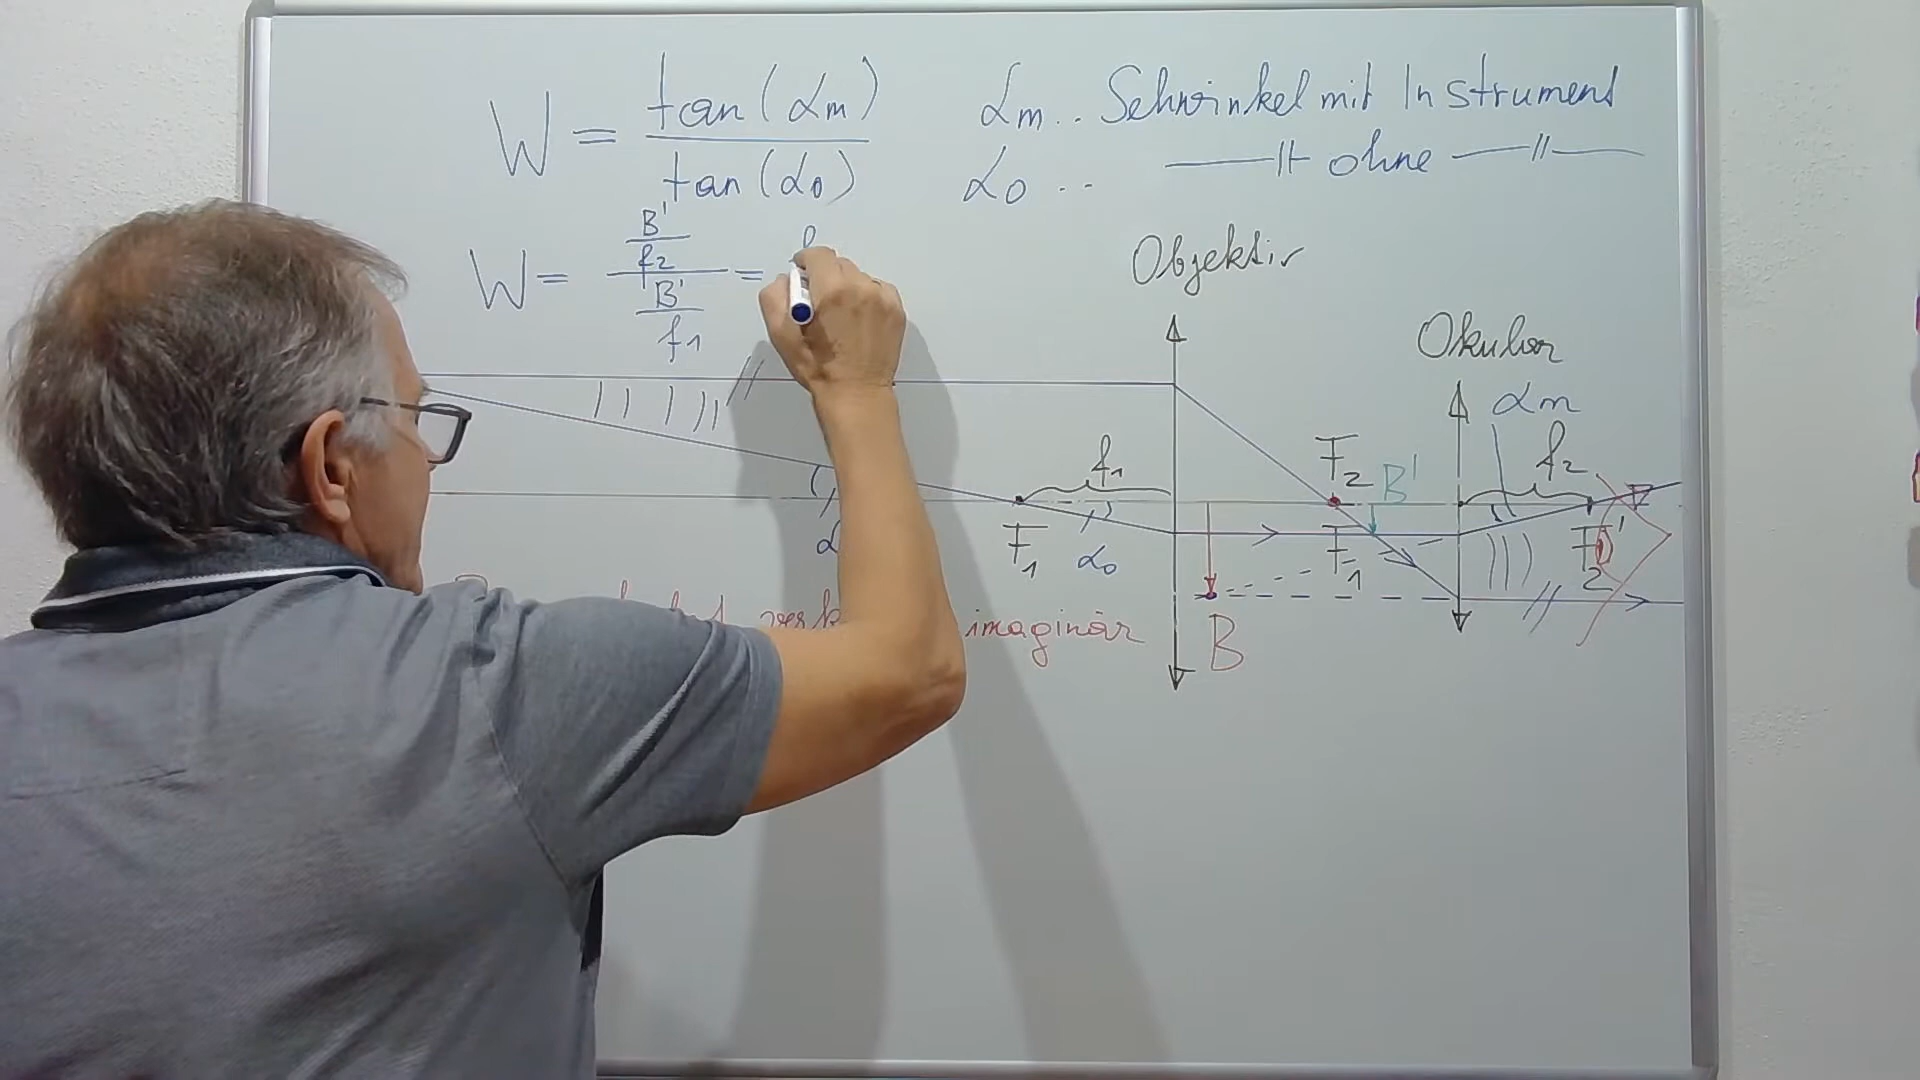 W = tan(αm) / tan(α0)
αm .. Sehwinkel mit Instrument
α0 .. —||— ohne —||—
W = B'/f2 / B'/f1 =
Objektiv
Okular
αm
f1
F2
B'
f2
F1
α0
F1
F2'
imaginär
B